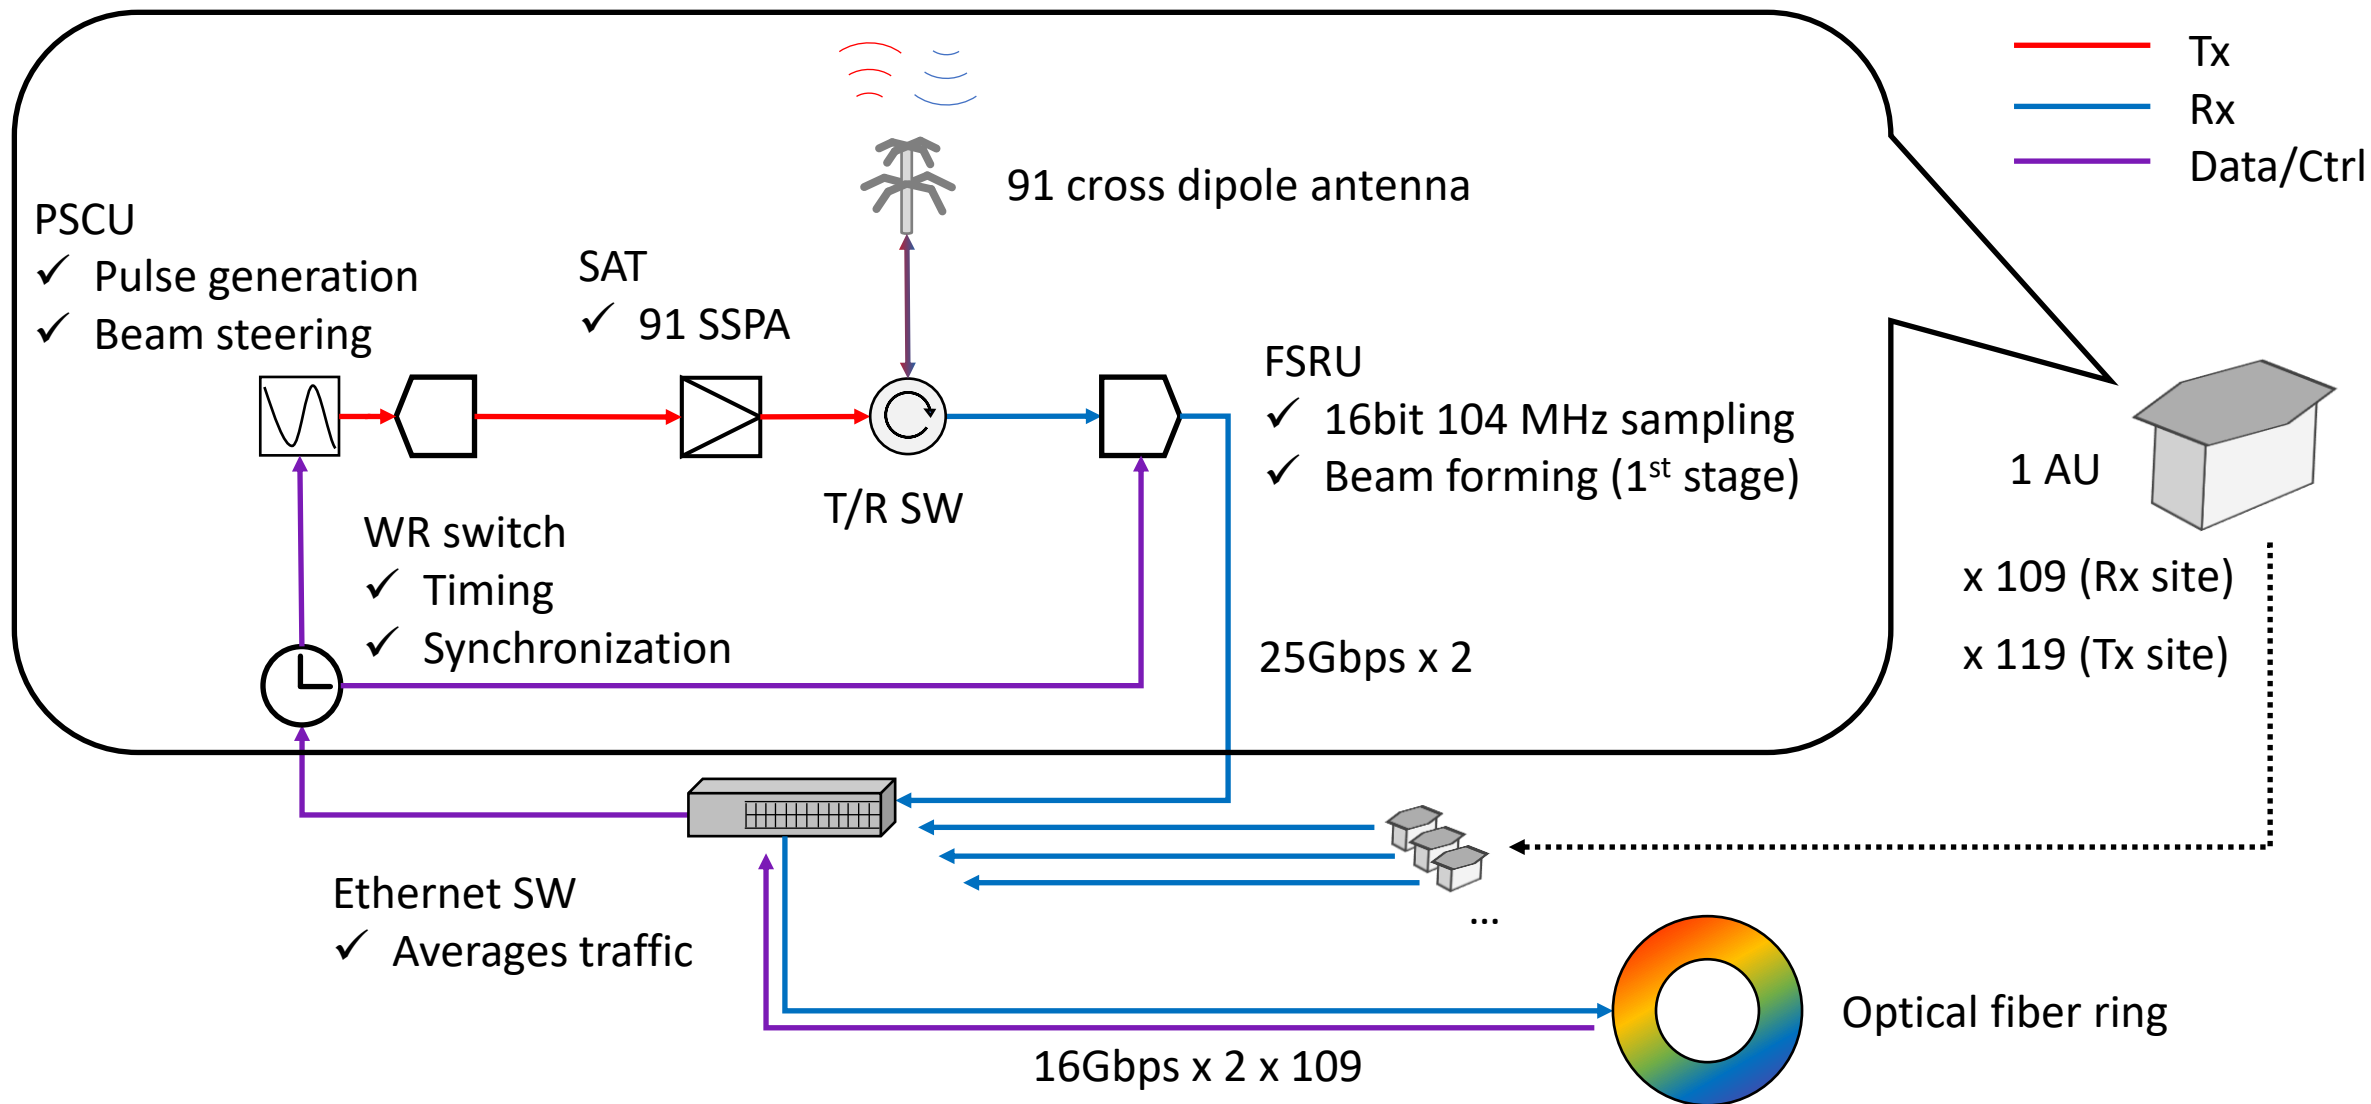 Tx
Rx
Data/Ctrl
91 cross dipole antenna
PSCU
✓ Pulse generation
✓ Beam steering
SAT
✓ 91 SSPA
FSRU
✓ 16bit 104 MHz sampling
✓ Beam forming (1st stage)
T/R SW
WR switch
✓ Timing
✓ Synchronization
25Gbps x 2
1 AU
x 109 (Rx site)
x 119 (Tx site)
Ethernet SW
✓ Averages traffic
...
Optical fiber ring
16Gbps x 2 x 109